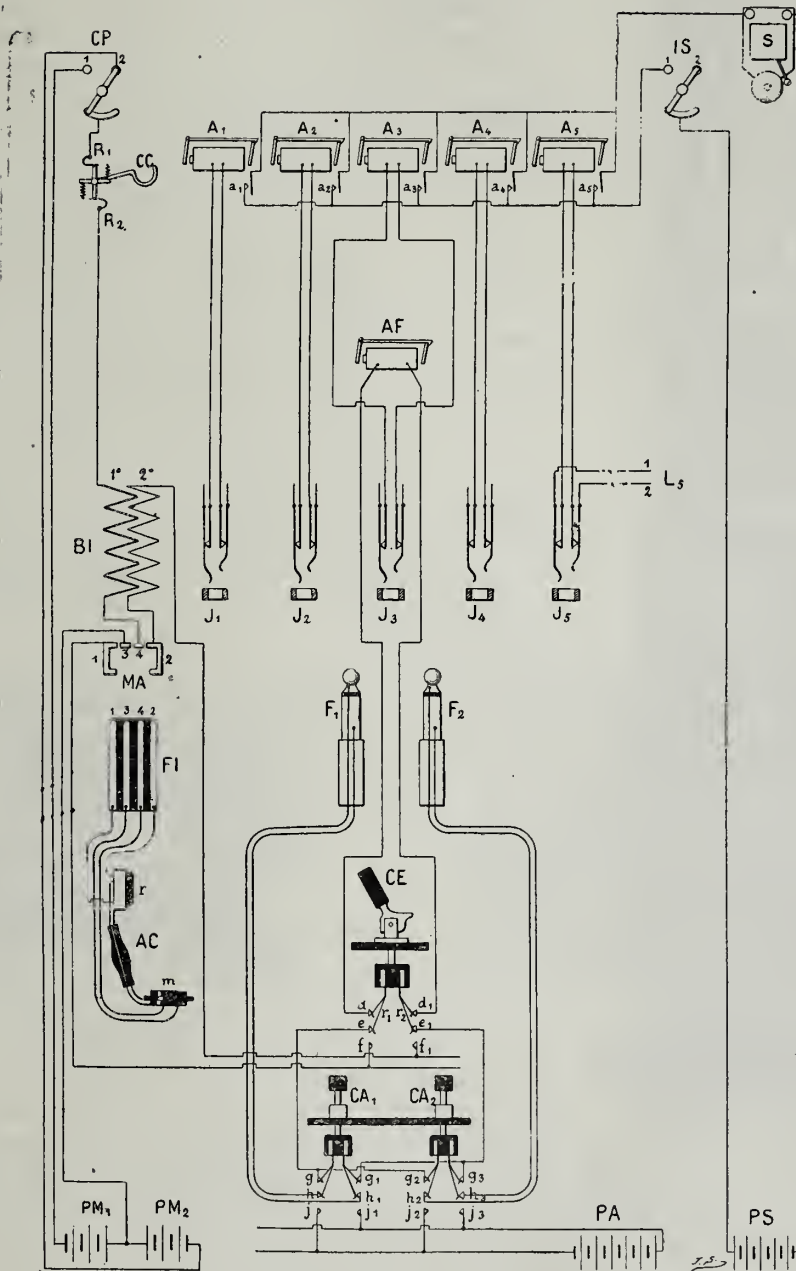 CP
1 2
IS
1 2
S
R1
CC
R2
A1 A2 A3 A4 A5
a1 a2 a3 a4 a5
AF
1° 2°
BI
1
2
L5
J1 J2 J3 J4 J5
1 3 4 2
MA
F1 F2
1 3 4 2
FI
r
AC
m
CE
d r1 r2 d1
e e1
f f1
CA1 CA2
g g1 g2 g3
h h1 h2 h3
j j1 j2 j3
PM1 PM2 PA PS
J.S.